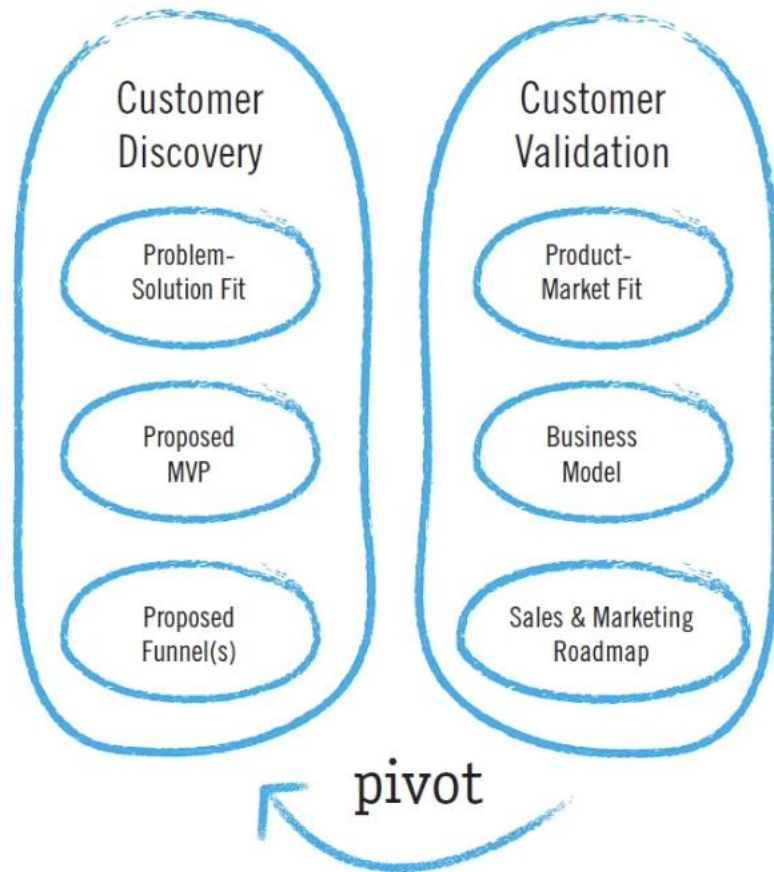 Customer
Discovery
Problem-
Solution Fit
Proposed
MVP
Proposed
Funnel(s)
Customer
Validation
Product-
Market Fit
Business
Model
Sales & Marketing
Roadmap
pivot